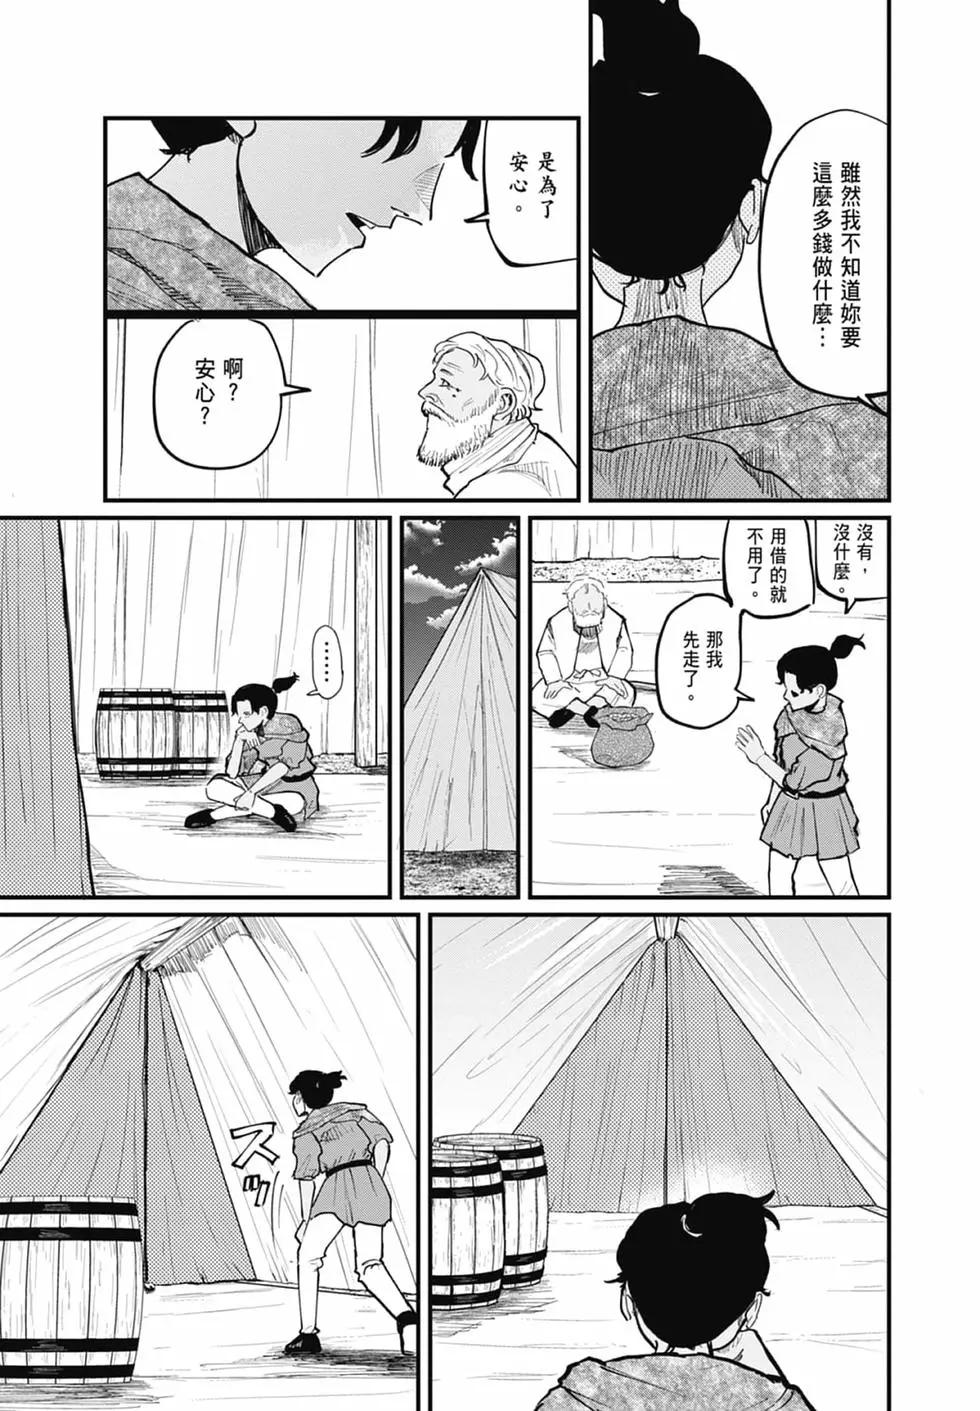 雖然我不知道妳要
這麼多錢做什麼…
是為了
安心。
啊？
安心？
沒有，
沒什麼。
用借的就
不用了。
那我
先走了。
……
スッ